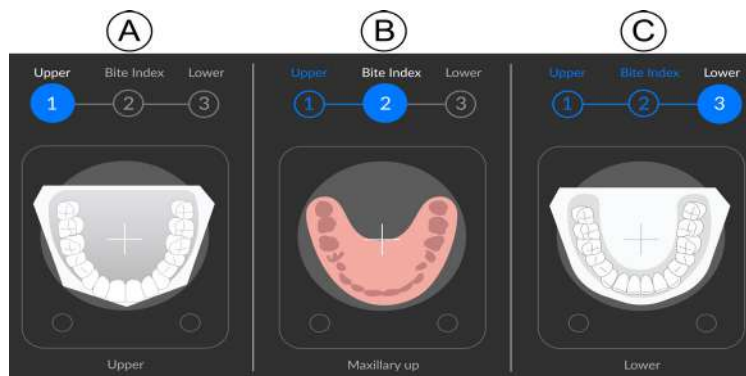 A B C
Upper Bite Index Lower
1 2 3
Upper Bite Index Lower
1 2 3
Upper Bite Index Lower
1 2 3
Upper
Maxillary up
Lower